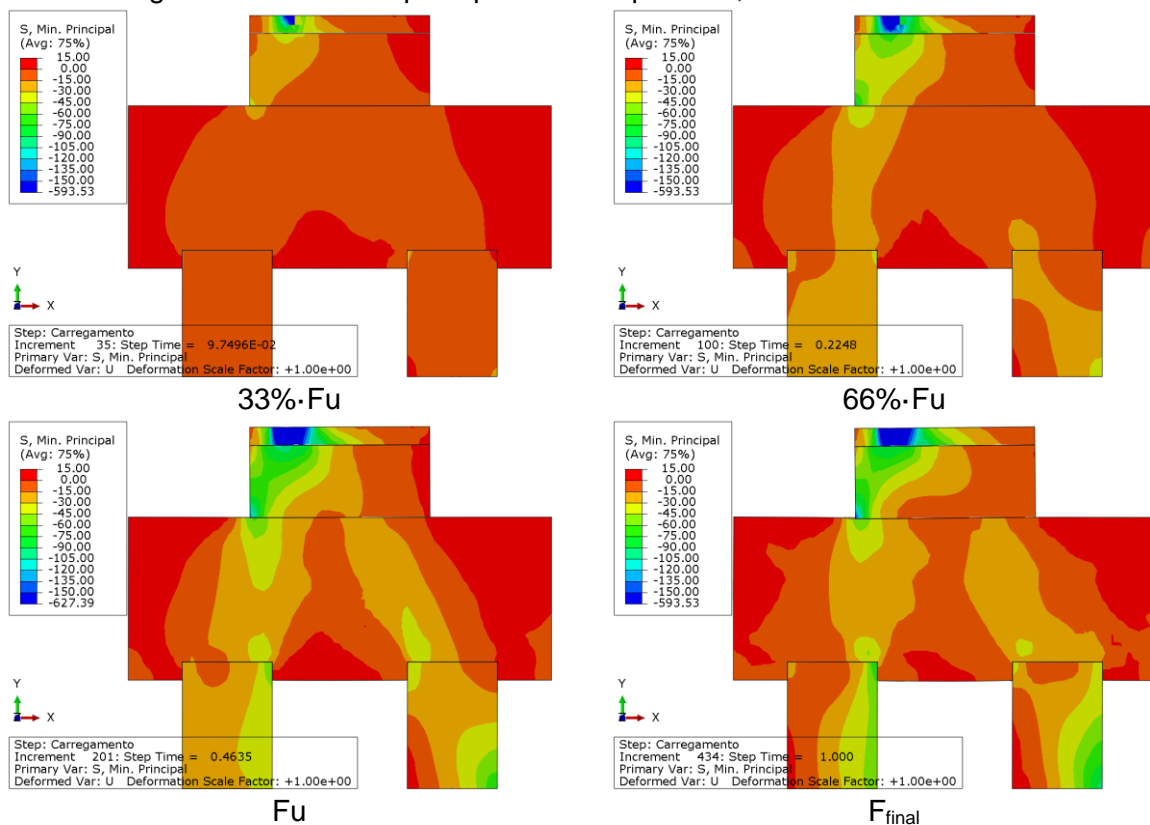 S, Min. Principal
(Avg: 75%)
15.00
0.00
-15.00
-30.00
-45.00
-60.00
-75.00
-90.00
-105.00
-120.00
-135.00
-150.00
-593.53
Y
Z
X
Step: Carregamento
Increment 35: Step Time = 9.7496E-02
Primary Var: S, Min. Principal
Deformed Var: U Deformation Scale Factor: +1.00e+00
33%·Fu
S, Min. Principal
(Avg: 75%)
15.00
0.00
-15.00
-30.00
-45.00
-60.00
-75.00
-90.00
-105.00
-120.00
-135.00
-150.00
-593.53
Y
Z
X
Step: Carregamento
Increment 100: Step Time = 0.2248
Primary Var: S, Min. Principal
Deformed Var: U Deformation Scale Factor: +1.00e+00
66%·Fu
S, Min. Principal
(Avg: 75%)
15.00
0.00
-15.00
-30.00
-45.00
-60.00
-75.00
-90.00
-105.00
-120.00
-135.00
-150.00
-627.39
Y
Z
X
Step: Carregamento
Increment 201: Step Time = 0.4635
Primary Var: S, Min. Principal
Deformed Var: U Deformation Scale Factor: +1.00e+00
Fu
S, Min. Principal
(Avg: 75%)
15.00
0.00
-15.00
-30.00
-45.00
-60.00
-75.00
-90.00
-105.00
-120.00
-135.00
-150.00
-593.53
Y
Z
X
Step: Carregamento
Increment 434: Step Time = 1.000
Primary Var: S, Min. Principal
Deformed Var: U Deformation Scale Factor: +1.00e+00
Ffinal